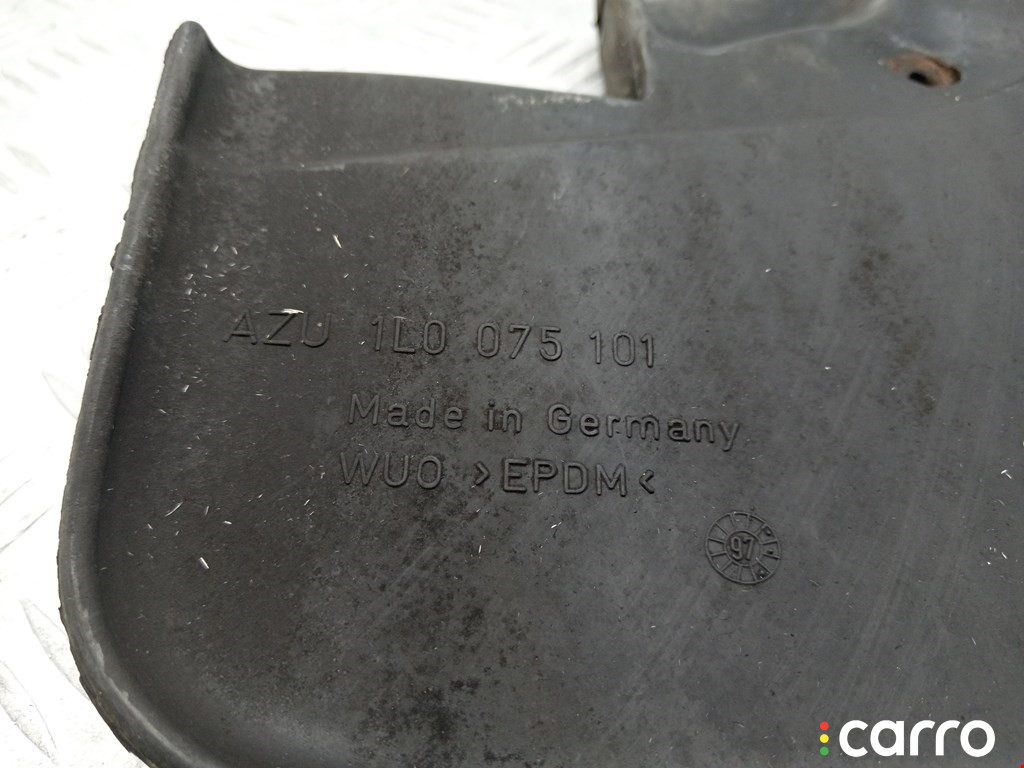 AZU 1L0 075 101
Made in Germany
WUO >EPDM<
97
carro